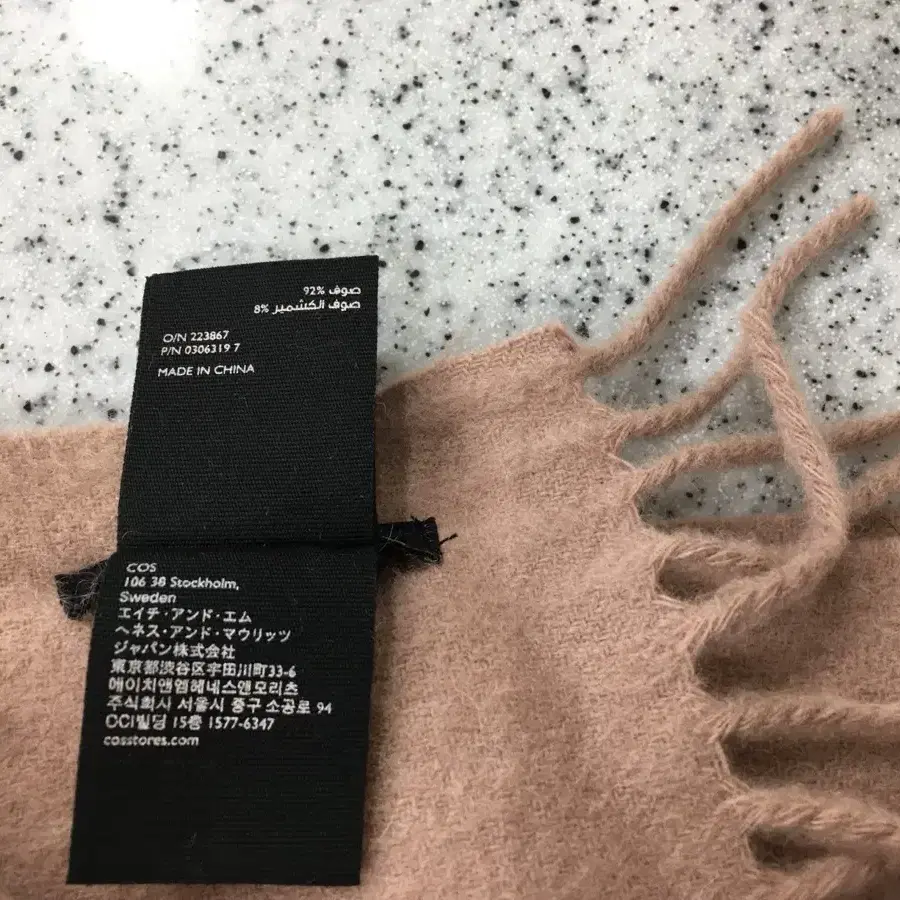 صوف %92
صوف الكشمير %8
O/N 223867
P/N 0306319 7
MADE IN CHINA
COS
106 38 Stockholm,
Sweden
エイチ・アンド・エム
ヘネス・アンド・マウリッツ
ジャパン株式会社
東京都渋谷区宇田川町33-6
에이치앤엠헤네스앤모리츠
주식회사 서울시 중구 소공로 94
CCI빌딩 15층 1577-6347
cosstores.com